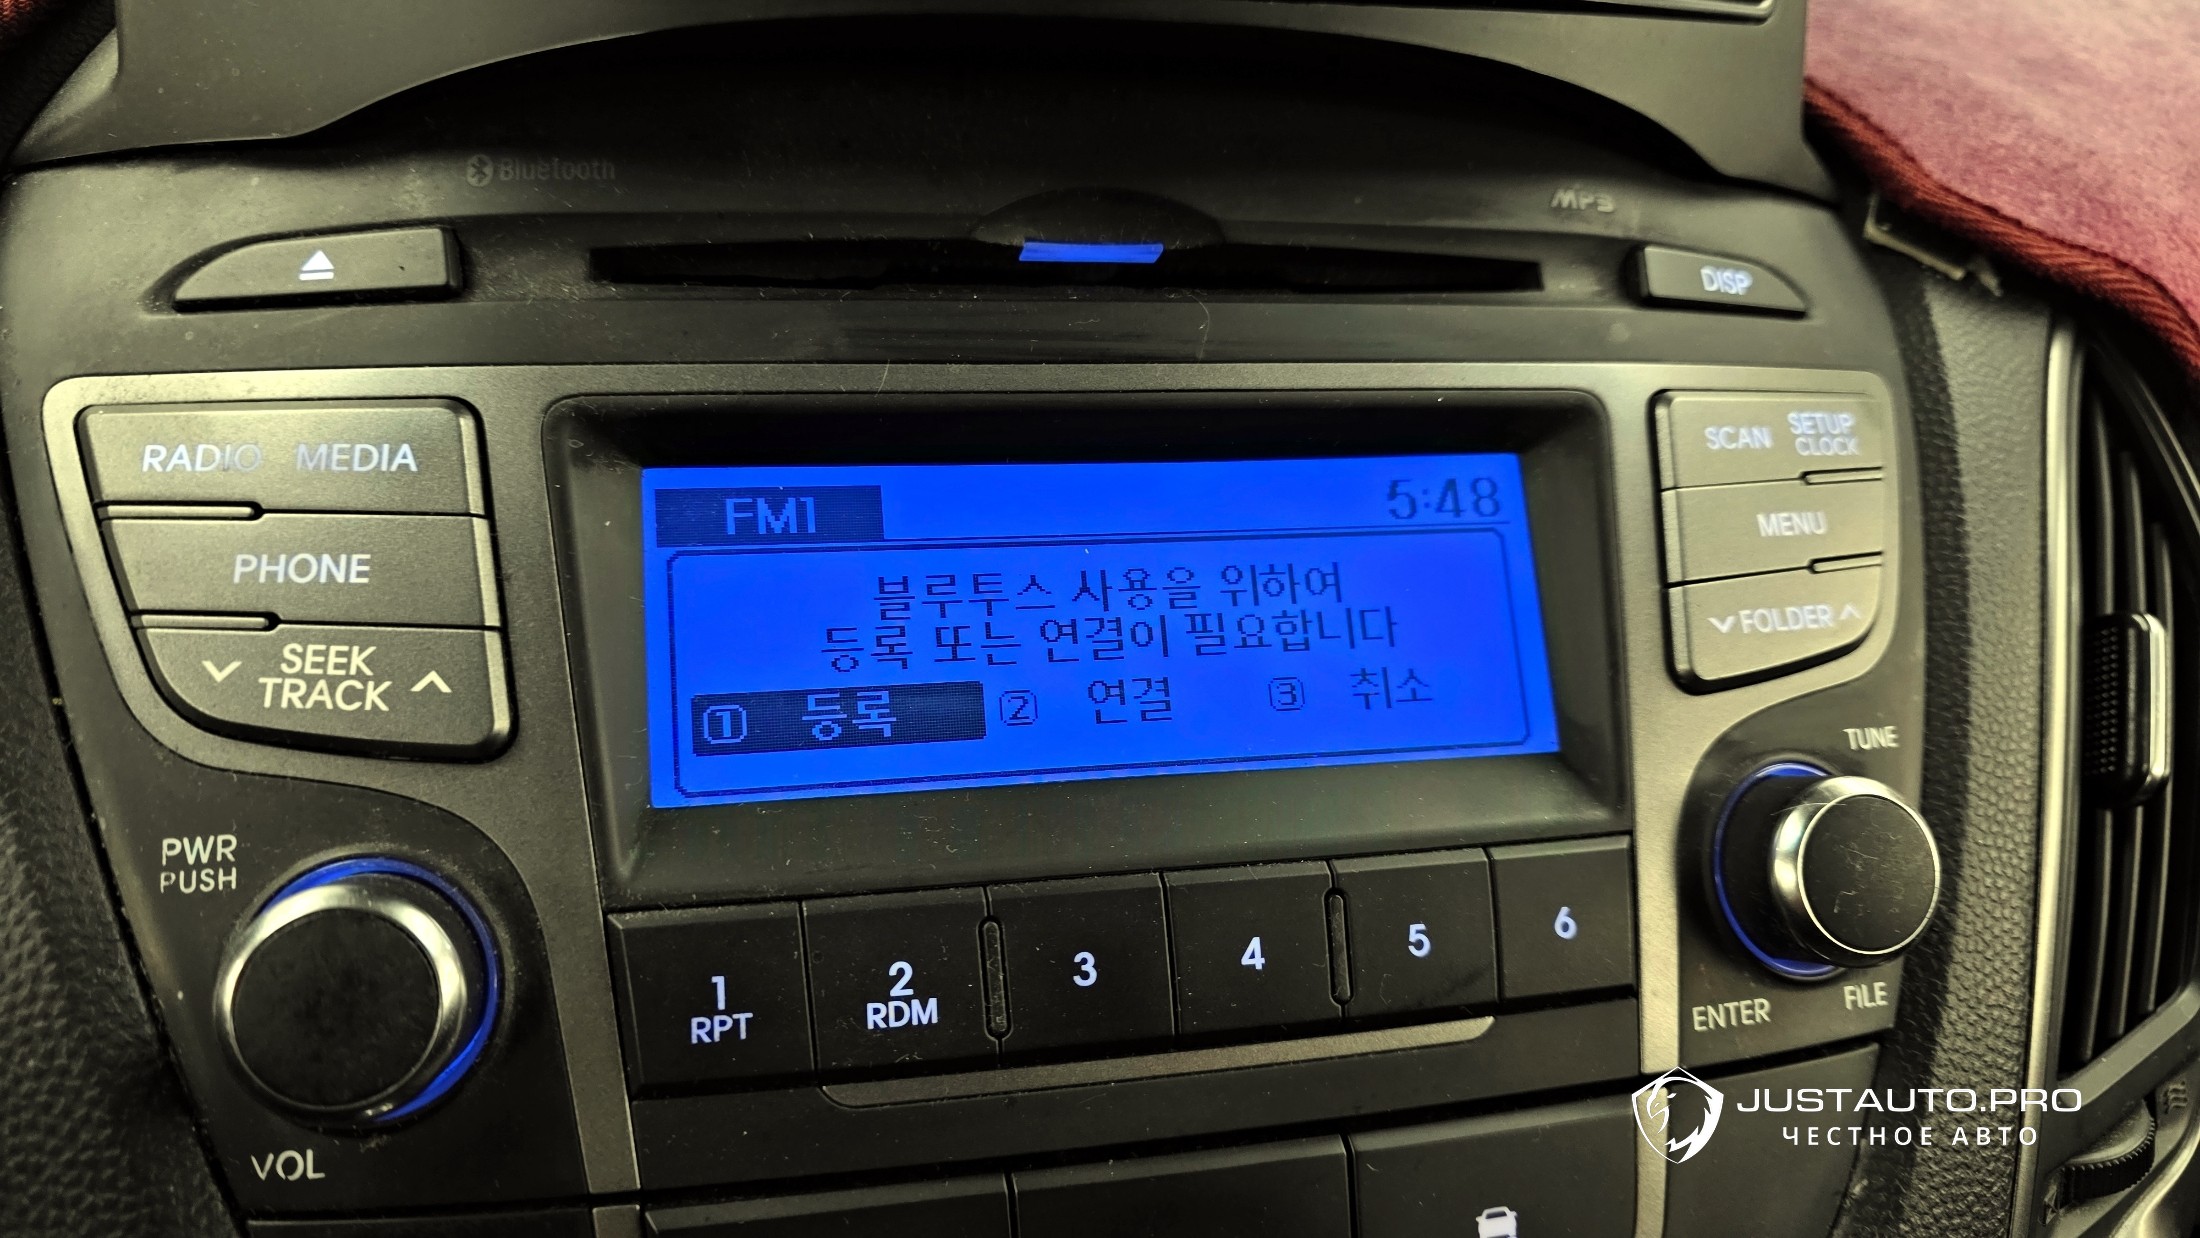 Bluetooth
MP3
DISP
RADIO MEDIA
PHONE
SEEK
TRACK
FM1 5:48
블루투스 사용을 위하여
등록 또는 연결이 필요합니다
① 등록 ② 연결 ③ 취소
SCAN SETUP
CLOCK
MENU
FOLDER
TUNE
PWR
PUSH
VOL
1
RPT
2
RDM
3
4
5
6
ENTER
FILE
JUSTAUTO.PRO
ЧЕСТНОЕ АВТО